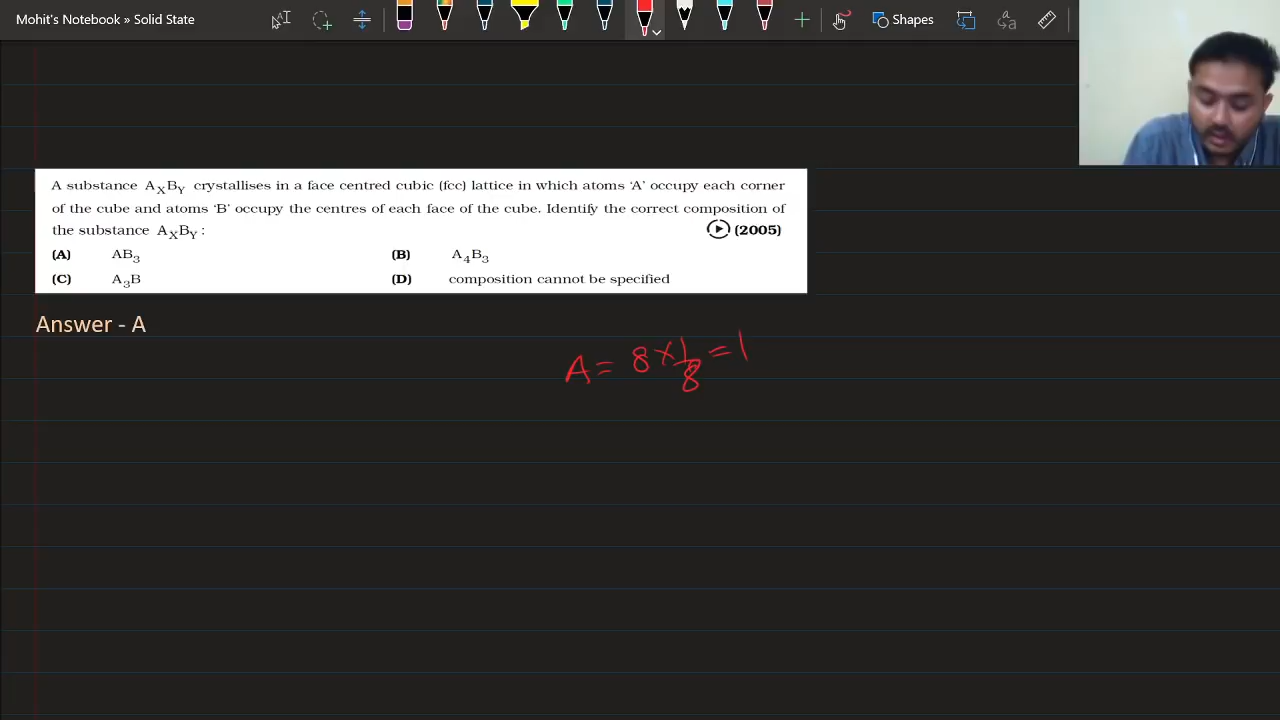 Mohit's Notebook » Solid State
Shapes
A substance AXBY crystallises in a face centred cubic (fcc) lattice in which atoms ‘A’ occupy each corner
of the cube and atoms ‘B’ occupy the centres of each face of the cube. Identify the correct composition of
the substance AXBY : (2005)
(A) AB3 (B) A4B3
(C) A3B (D) composition cannot be specified
Answer - A
A = 8 × 1/8 = 1